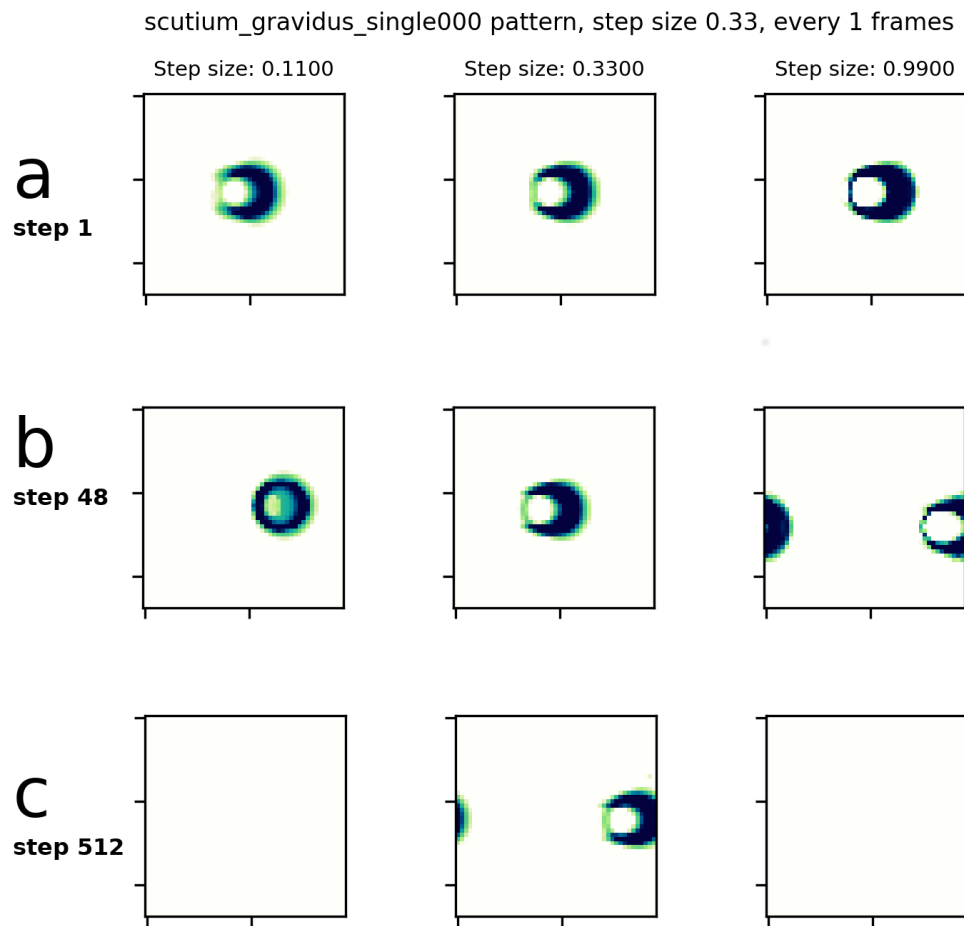 scutium_gravidus_single000 pattern, step size 0.33, every 1 frames
Step size: 0.1100
Step size: 0.3300
Step size: 0.9900
a
step 1
b
step 48
c
step 512